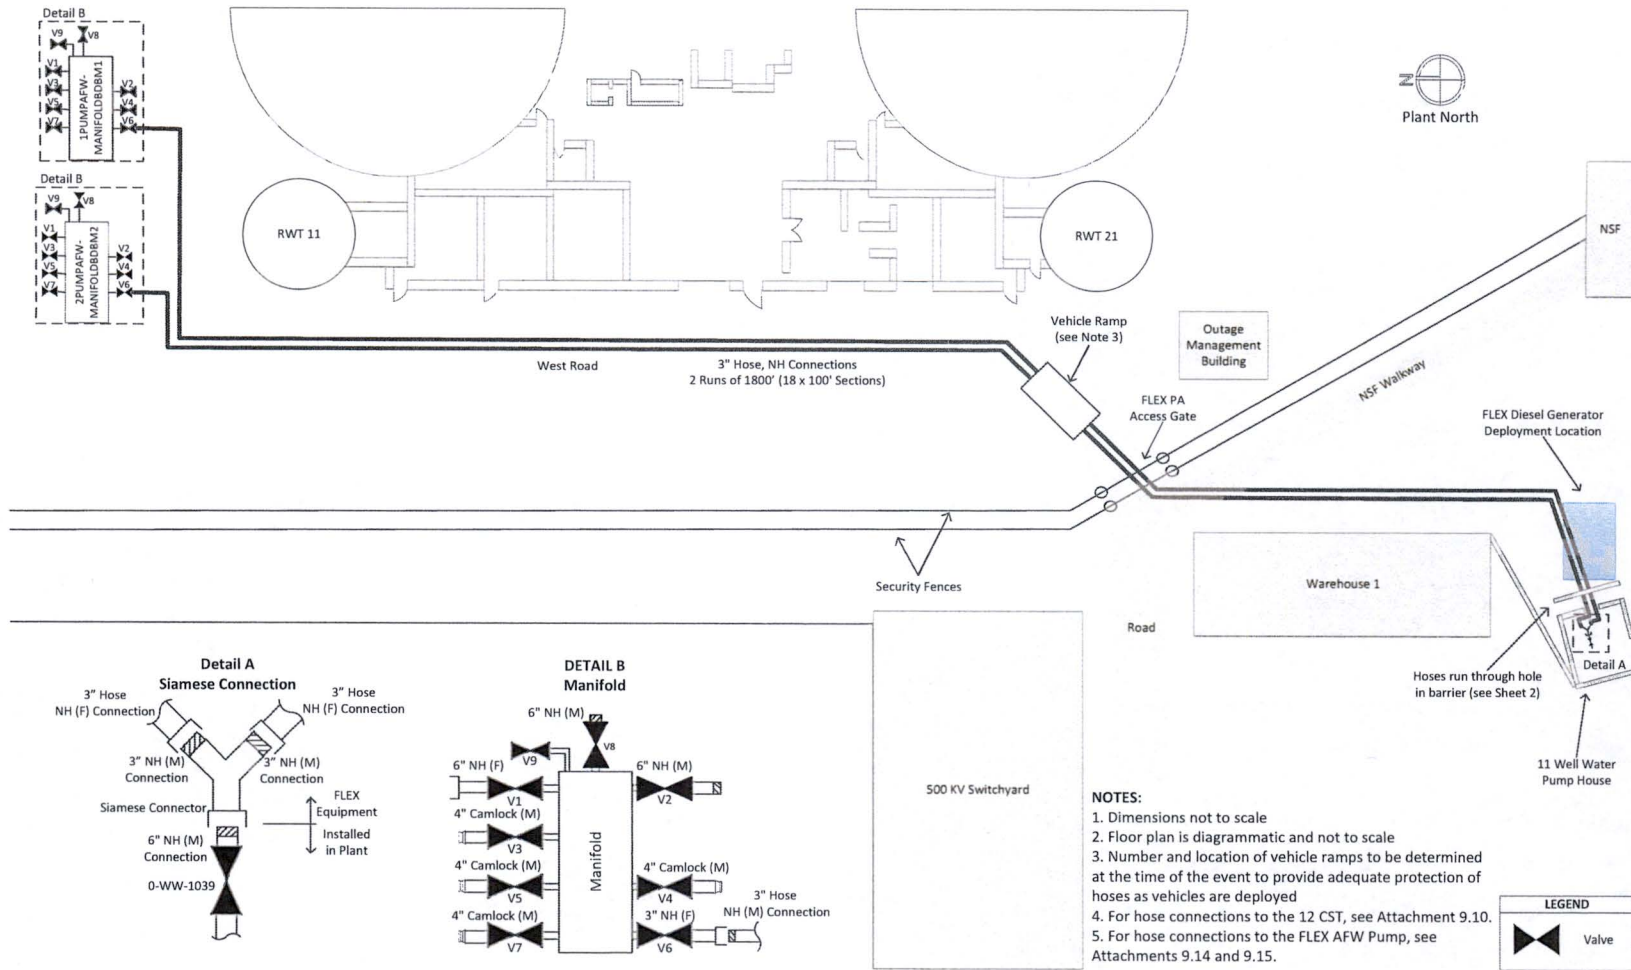 Detail B
V9
V8
V1
V3
V5
V7
1PUMPAFW-
MANIFOLDBDBM1
V2
V4
V6
Detail B
V9
V8
V1
V3
V5
V7
2PUMPAFW-
MANIFOLDBDBM2
V2
V4
V6
RWT 11
RWT 21
N
Plant North
NSF
Vehicle Ramp
(see Note 3)
Outage
Management
Building
West Road
3" Hose, NH Connections
2 Runs of 1800' (18 x 100' Sections)
NSF Walkway
FLEX PA
Access Gate
FLEX Diesel Generator
Deployment Location
Security Fences
Warehouse 1
Road
Detail A
Hoses run through hole
in barrier (see Sheet 2)
11 Well Water
Pump House
500 KV Switchyard
Detail A
Siamese Connection
3" Hose
NH (F) Connection
3" Hose
NH (F) Connection
3" NH (M)
Connection
3" NH (M)
Connection
Siamese Connector
FLEX
Equipment
Installed
in Plant
6" NH (M)
Connection
0-WW-1039
DETAIL B
Manifold
6" NH (M)
V8
V9
6" NH (F)
V1
6" NH (M)
V2
4" Camlock (M)
V3
4" Camlock (M)
V5
4" Camlock (M)
V4
4" Camlock (M)
V7
3" NH (F)
V6
3" Hose
NH (M) Connection
Manifold
NOTES:
1. Dimensions not to scale
2. Floor plan is diagrammatic and not to scale
3. Number and location of vehicle ramps to be determined
at the time of the event to provide adequate protection of
hoses as vehicles are deployed
4. For hose connections to the 12 CST, see Attachment 9.10.
5. For hose connections to the FLEX AFW Pump, see
Attachments 9.14 and 9.15.
LEGEND
Valve